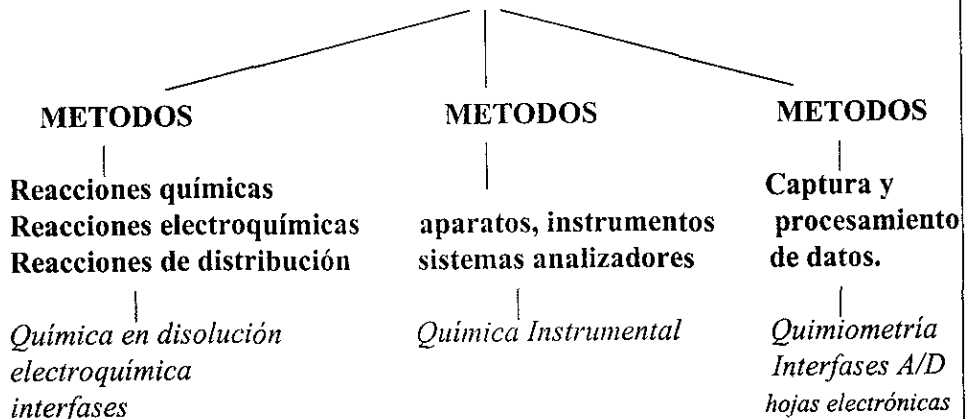 METODOS
Reacciones químicas
Reacciones electroquímicas
Reacciones de distribución
Química en disolución
electroquímica
interfases
METODOS
aparatos, instrumentos
sistemas analizadores
Química Instrumental
METODOS
Captura y
procesamiento
de datos.
Quimiometría
Interfases A/D
hojas electrónicas